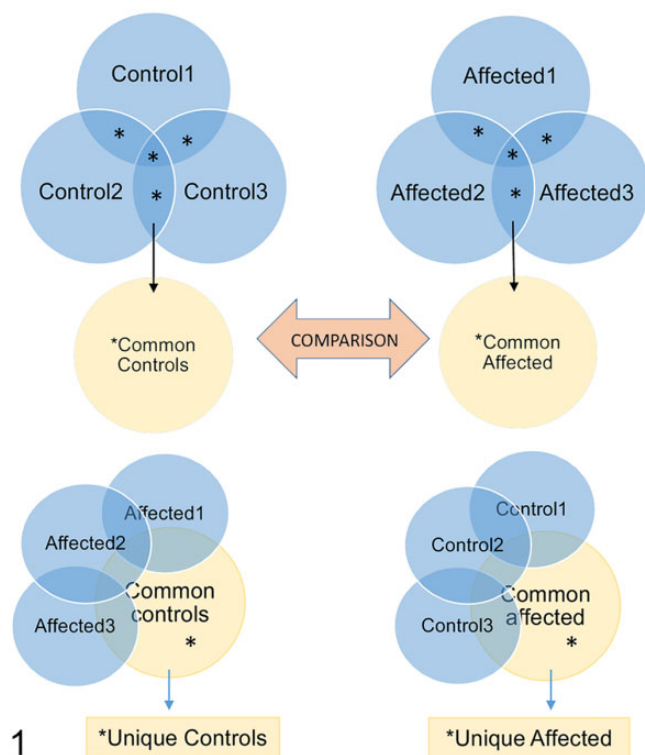 Control1
*
*
*
Control2
*
Control3
Affected1
*
*
*
Affected2
*
Affected3
*Common
Controls
COMPARISON
*Common
Affected
Affected1
Affected2
Common
controls
Affected3
*
Control1
Control2
Common
affected
Control3
*
1
*Unique Controls
*Unique Affected